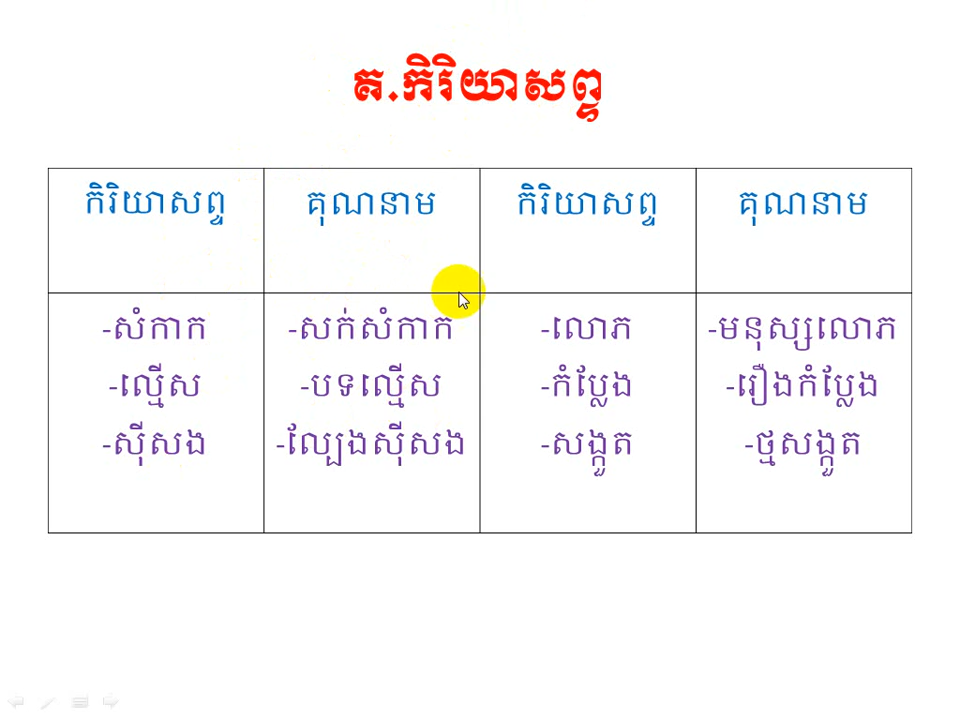 ត.កិរិយាសព្ទ
កិរិយាសព្ទ គុណនាម កិរិយាសព្ទ គុណនាម
-សំកាក -សក់សំកាក -លោភ -មនុស្សលោភ
-ល្មើស -បទល្មើស -កំប្លែង -រឿងកំប្លែង
-ស៊ីសង -ល្បែងស៊ីសង -សង្កួត -ថ្មសង្កួត